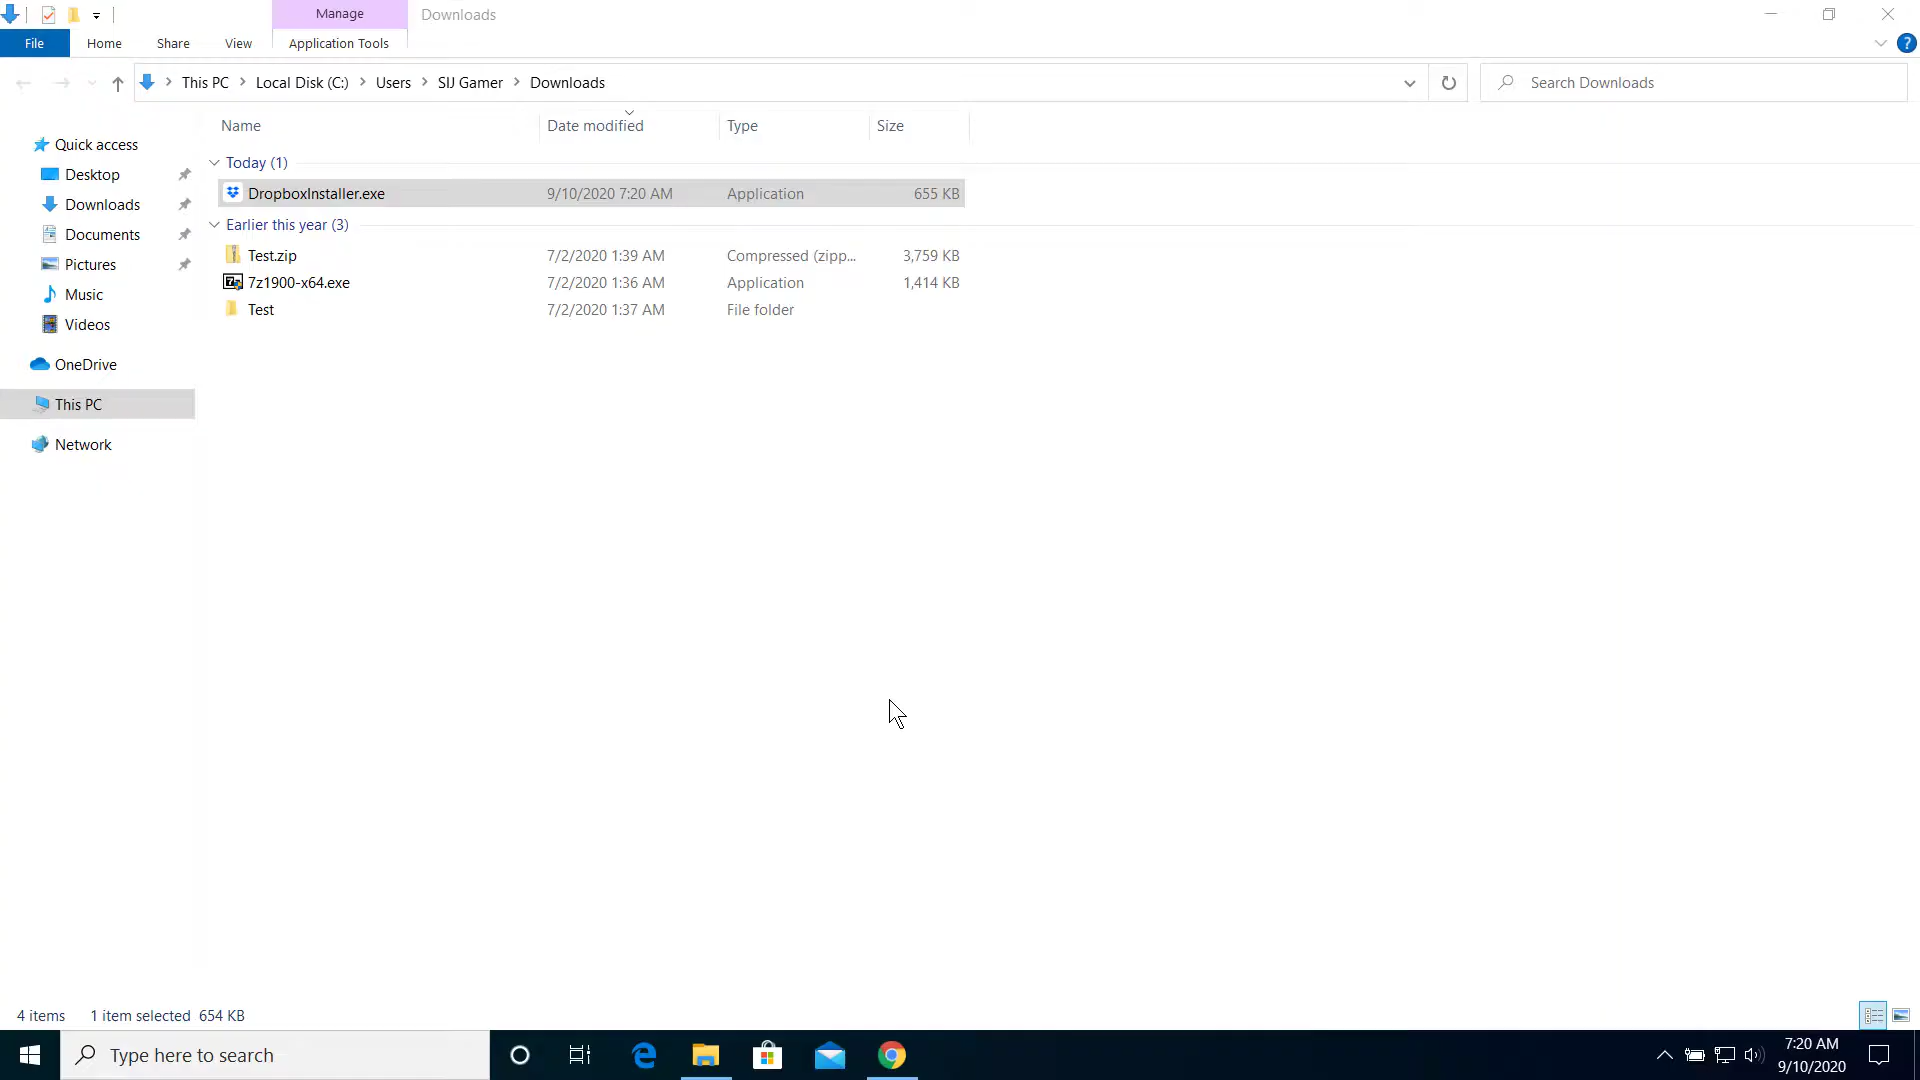 Manage
Downloads
File
Home
Share
View
Application Tools
?
This PC
Local Disk (C:)
Users
SIJ Gamer
Downloads
Search Downloads
Name
Date modified
Type
Size
Quick access
Desktop
Downloads
Documents
Pictures
Music
Videos
OneDrive
This PC
Network
Today (1)
DropboxInstaller.exe 9/10/2020 7:20 AM Application 655 KB
Earlier this year (3)
Test.zip 7/2/2020 1:39 AM Compressed (zipp... 3,759 KB
7z1900-x64.exe 7/2/2020 1:36 AM Application 1,414 KB
Test 7/2/2020 1:37 AM File folder
4 items 1 item selected 654 KB
Type here to search
7:20 AM
9/10/2020